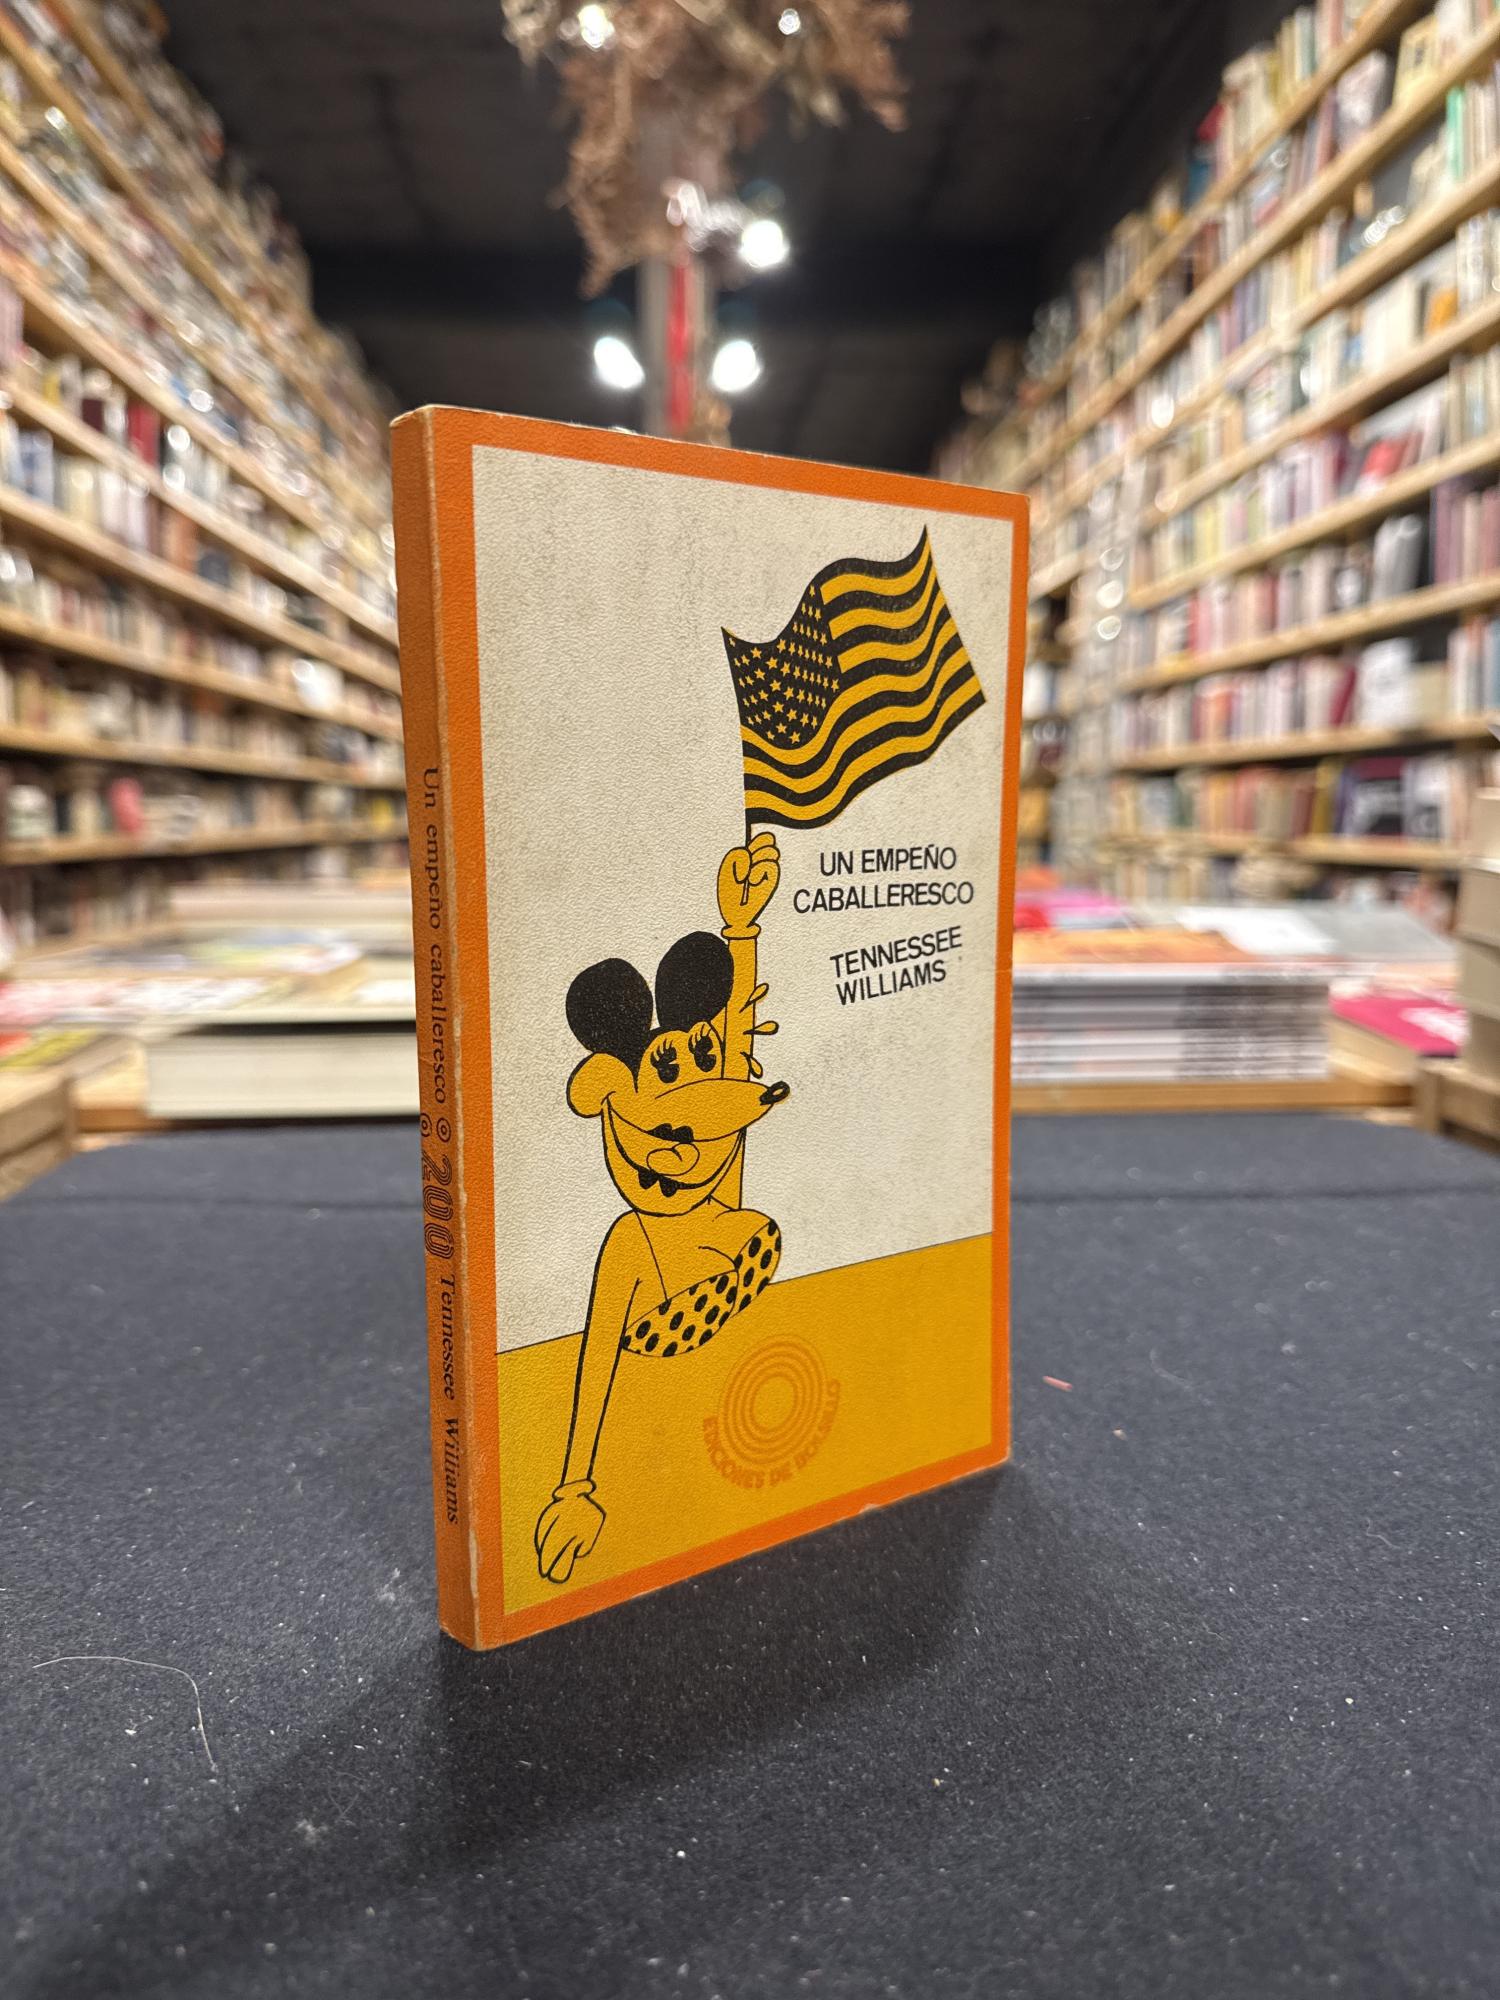 UN EMPEÑO
CABALLERESCO
TENNESSEE
WILLIAMS
EDICIONES DE BOLSILLO
Un empeño caballeresco 200 Tennessee Williams